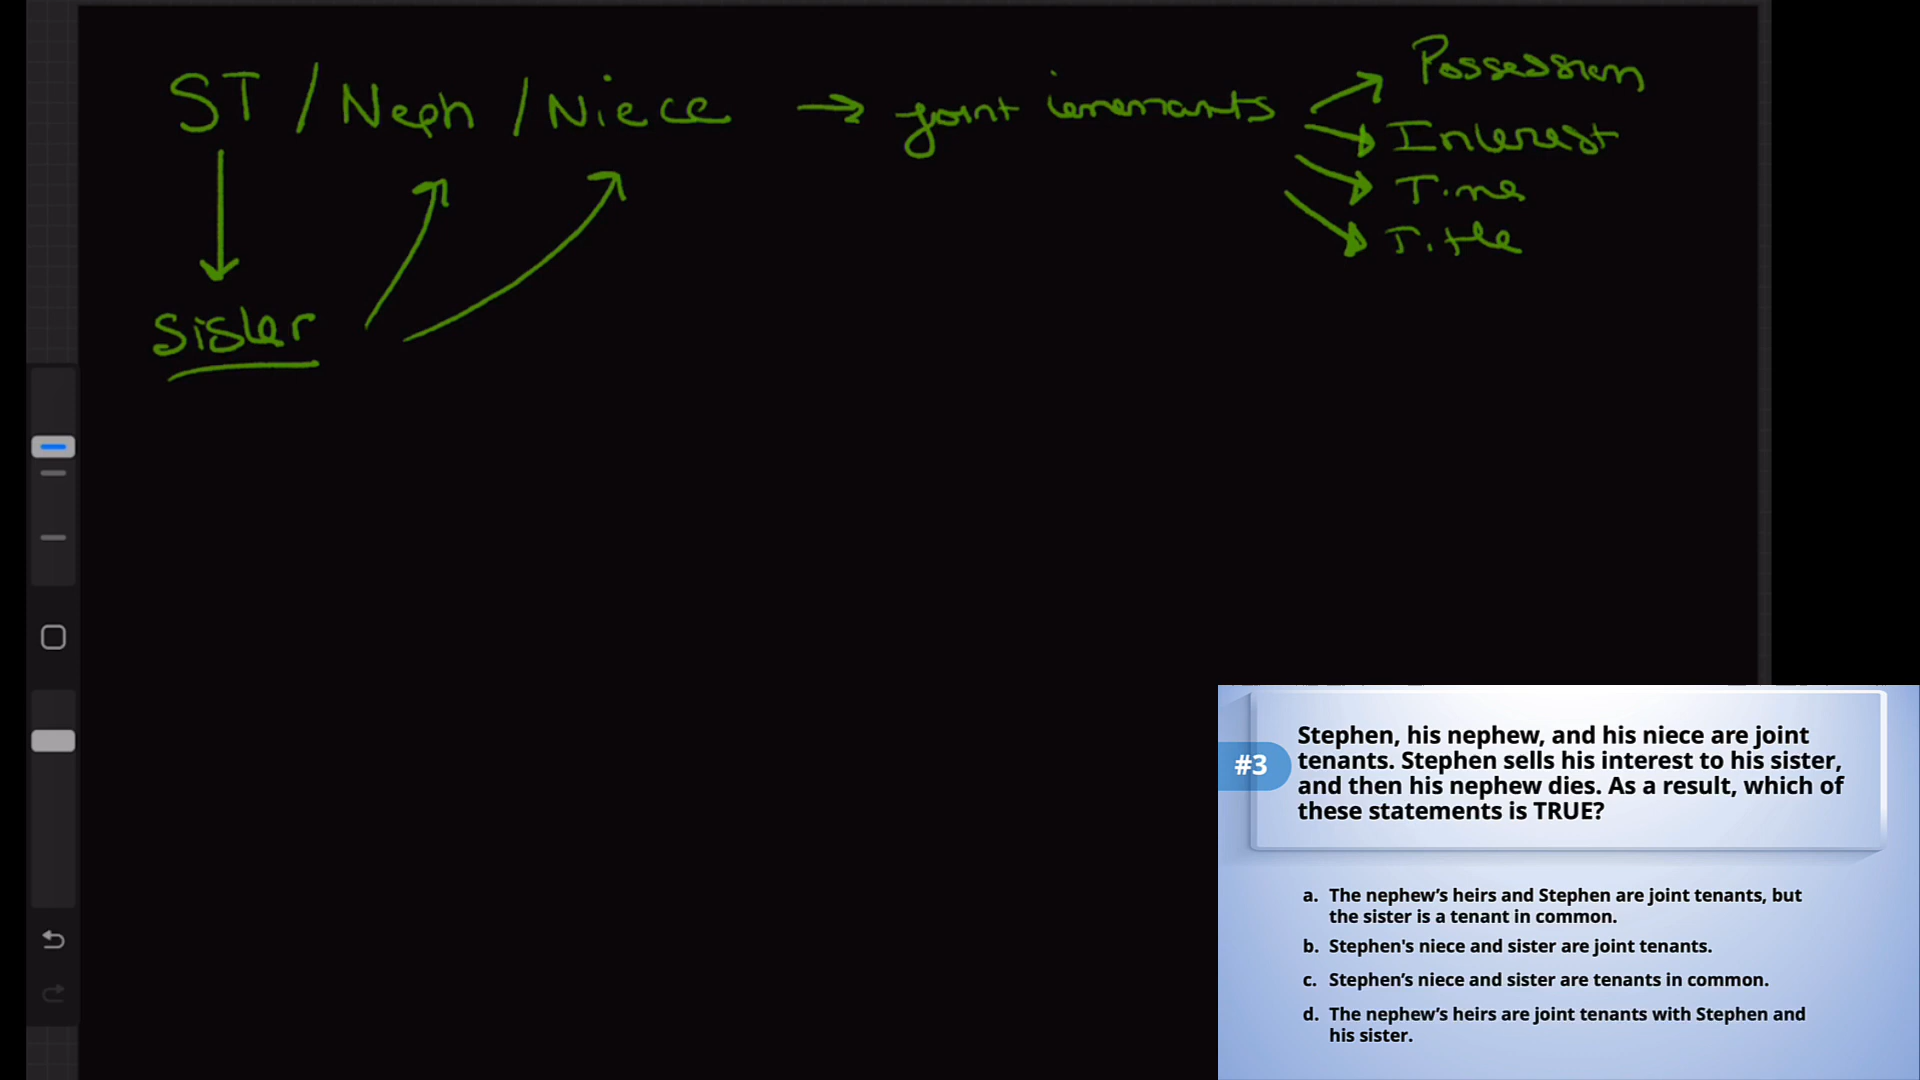 ST / Neph / Niece → joint tenants
Possession
Interest
Time
Title
Sister
#3
Stephen, his nephew, and his niece are joint
tenants. Stephen sells his interest to his sister,
and then his nephew dies. As a result, which of
these statements is TRUE?
a. The nephew’s heirs and Stephen are joint tenants, but
the sister is a tenant in common.
b. Stephen's niece and sister are joint tenants.
c. Stephen’s niece and sister are tenants in common.
d. The nephew’s heirs are joint tenants with Stephen and
his sister.